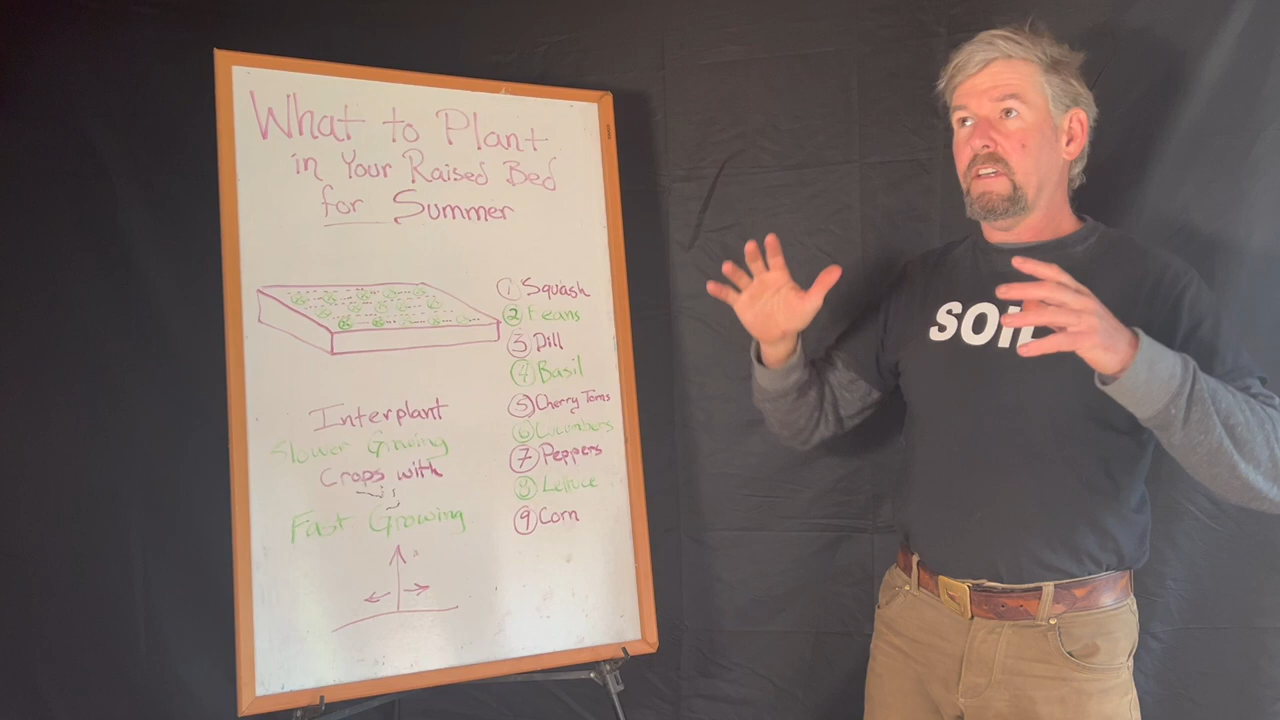 What to Plant
in Your Raised Bed
for Summer
① Squash
② Beans
③ Dill
④ Basil
⑤ Cherry Toms
⑥ Cucumbers
⑦ Peppers
⑧ Lettuce
⑨ Corn
Interplant
Slower Growing
Crops with
Fast Growing
SOIL